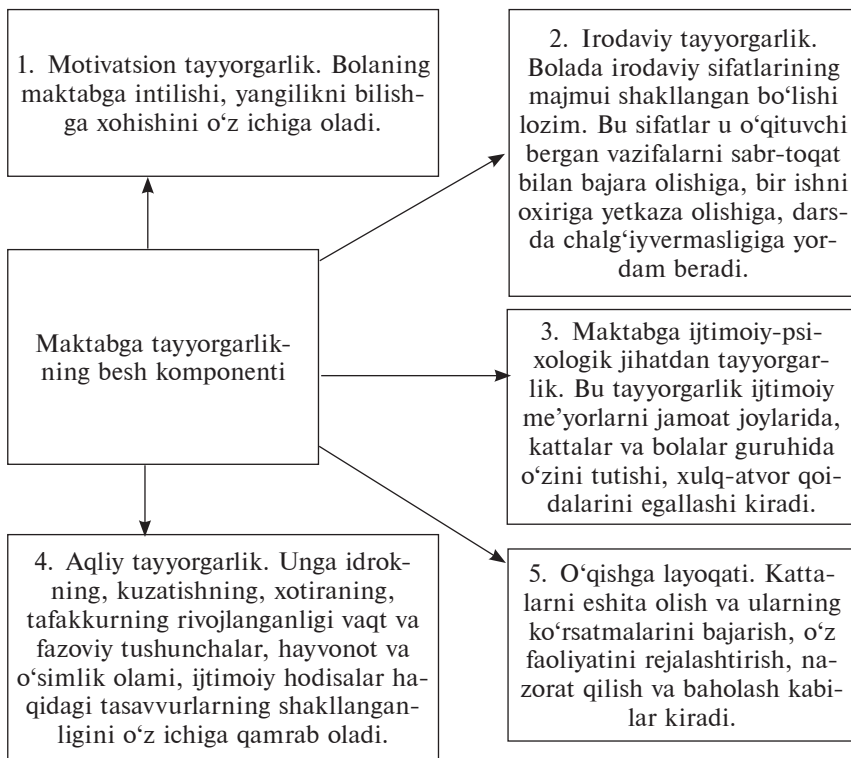 1. Motivatsion tayyorgarlik. Bolaning
maktabga intilishi, yangilikni bilish-
ga xohishini o‘z ichiga oladi.
2. Irodaviy tayyorgarlik.
Bolada irodaviy sifatlarining
majmui shakllangan bo‘lishi
lozim. Bu sifatlar u o‘qituvchi
bergan vazifalarni sabr-toqat
bilan bajara olishiga, bir ishni
oxiriga yetkaza olishiga, dars-
da chalg‘iyvermasligiga yor-
dam beradi.
Maktabga tayyorgarlik-
ning besh komponenti
3. Maktabga ijtimoiy-psi-
xologik jihatdan tayyorgar-
lik. Bu tayyorgarlik ijtimoiy
me’yorlarni jamoat joylarida,
kattalar va bolalar guruhida
o‘zini tutishi, xulq-atvor qoi-
dalarini egallashi kiradi.
4. Aqliy tayyorgarlik. Unga idrok-
ning, kuzatishning, xotiraning,
tafakkurning rivojlanganligi vaqt va
fazoviy tushunchalar, hayvonot va
o‘simlik olami, ijtimoiy hodisalar ha-
qidagi tasavvurlarning shakllangan-
ligini o‘z ichiga qamrab oladi.
5. O‘qishga layoqati. Katta-
larni eshita olish va ularning
ko‘rsatmalarini bajarish, o‘z
faoliyatini rejalashtirish, na-
zorat qilish va baholash kabi-
lar kiradi.